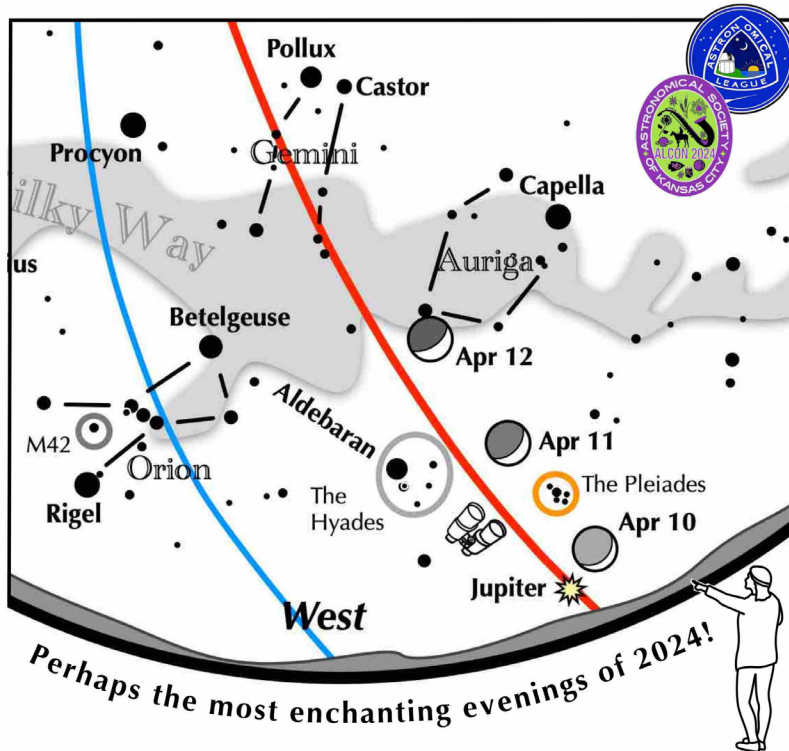 Pollux
Castor
ASTRONOMICAL
LEAGUE
ASTRONOMICAL SOCIETY
OF KANSAS CITY
ALCON 2024
Procyon
Gemini
Capella
ilky Way
Auriga
ius
Betelgeuse
Apr 12
Aldebaran
M42
Orion
Apr 11
Rigel
The
Hyades
The Pleiades
Apr 10
Jupiter
West
Perhaps the most enchanting evenings of 2024!